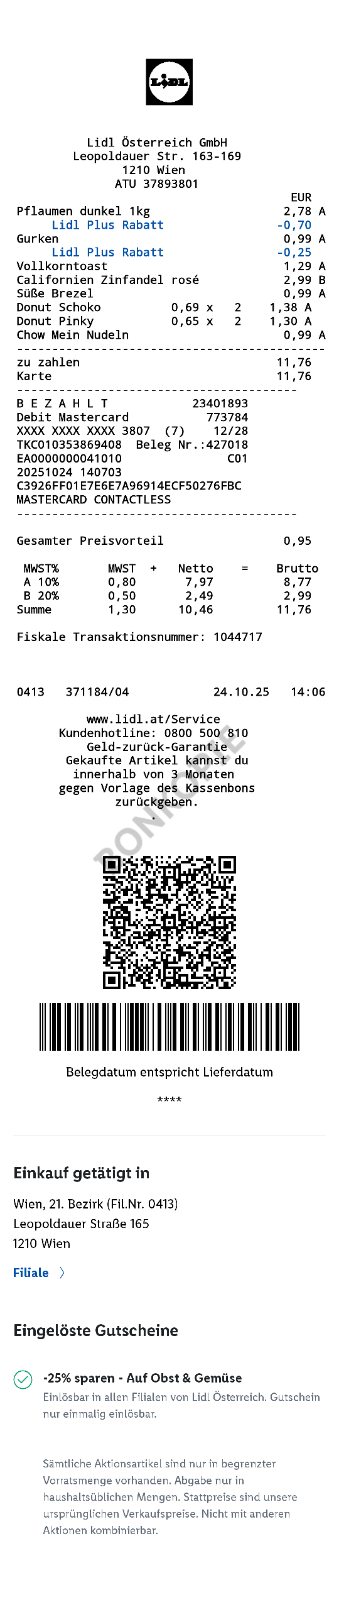 LIDL
Lidl Österreich GmbH
Leopoldauer Str. 163-169
1210 Wien
ATU 37893801
EUR
Pflaumen dunkel 1kg 2,78 A
Lidl Plus Rabatt -0,70
Gurken 0,99 A
Lidl Plus Rabatt -0,25
Vollkorntoast 1,29 A
Californien Zinfandel rosé 2,99 B
Süße Brezel 0,99 A
Donut Schoko 0,69 x 2 1,38 A
Donut Pinky 0,65 x 2 1,30 A
Chow Mein Nudeln 0,99 A
-----------------------------------------
zu zahlen 11,76
Karte 11,76
-----------------------------------------
B E Z A H L T 23401893
Debit Mastercard 773784
XXXX XXXX XXXX 3807 (7) 12/28
TKC010353869408 Beleg Nr.:427018
EA0000000041010 C01
20251024 140703
C3926FF01E7E6E7A96914ECF50276FBC
MASTERCARD CONTACTLESS
-----------------------------------------
Gesamter Preisvorteil 0,95
MWST% MWST + Netto = Brutto
A 10% 0,80 7,97 8,77
B 20% 0,50 2,49 2,99
Summe 1,30 10,46 11,76
Fiskale Transaktionsnummer: 1044717
0413 371184/04 24.10.25 14:06
www.lidl.at/Service
Kundenhotline: 0800 500 810
Geld-zurück-Garantie
Gekaufte Artikel kannst du
innerhalb von 3 Monaten
gegen Vorlage des Kassenbons
zurückgeben.
.
BONKOPIE
Belegdatum entspricht Lieferdatum
****
Einkauf getätigt in
Wien, 21. Bezirk (Fil.Nr. 0413)
Leopoldauer Straße 165
1210 Wien
Filiale >
Eingelöste Gutscheine
-25% sparen - Auf Obst & Gemüse
Einlösbar in allen Filialen von Lidl Österreich. Gutschein
nur einmalig einlösbar.
Sämtliche Aktionsartikel sind nur in begrenzter
Vorratsmenge vorhanden. Abgabe nur in
haushaltsüblichen Mengen. Stattpreise sind unsere
ursprünglichen Verkaufspreise. Nicht mit anderen
Aktionen kombinierbar.